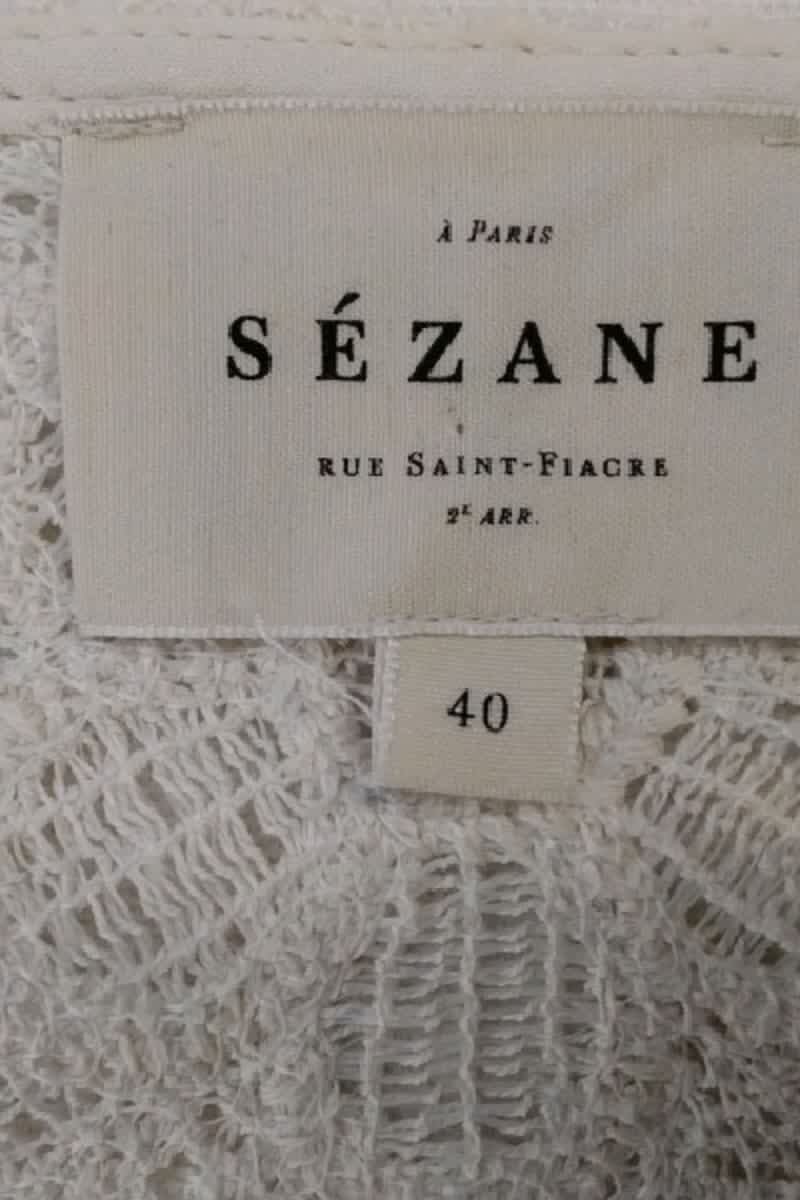 À PARIS
SÉZANE
RUE SAINT-FIACRE
2E ARR.
40